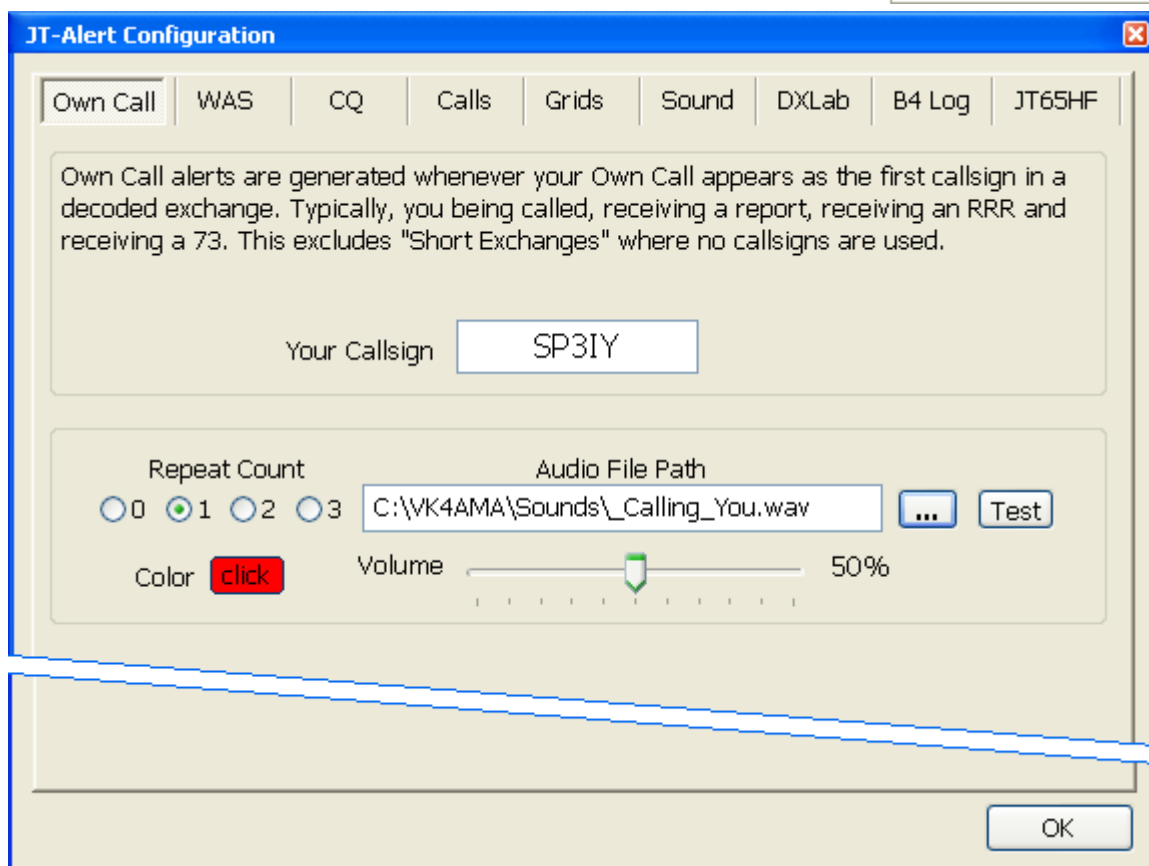 JT-Alert Configuration
Own Call WAS CQ Calls Grids Sound DXLab B4 Log JT65HF
Own Call alerts are generated whenever your Own Call appears as the first callsign in a
decoded exchange. Typically, you being called, receiving a report, receiving an RRR and
receiving a 73. This excludes "Short Exchanges" where no callsigns are used.
Your Callsign SP3IY
Repeat Count Audio File Path
0 1 2 3 C:\VK4AMA\Sounds\_Calling_You.wav ... Test
Color click Volume 50%
OK